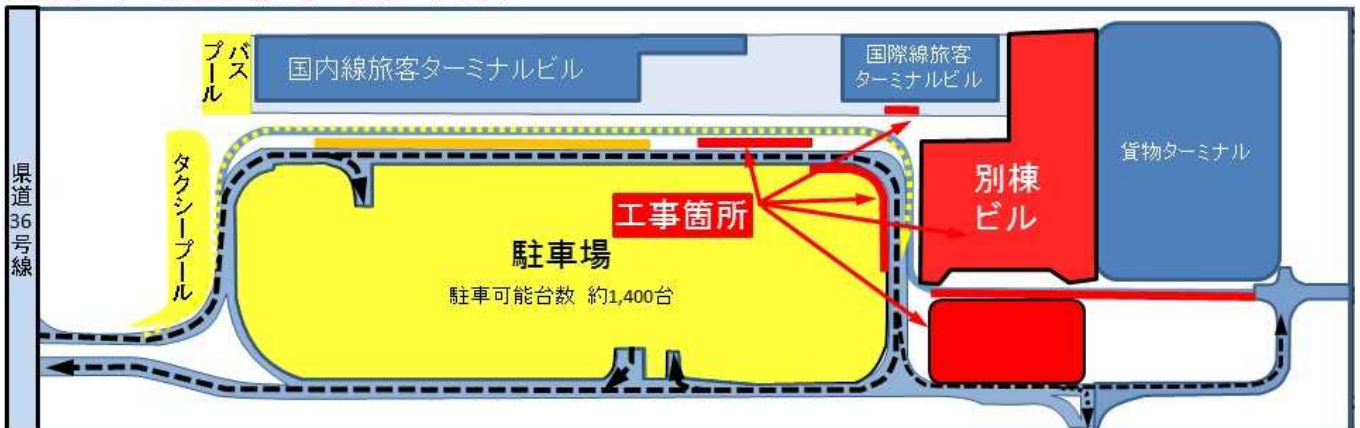 バス
プール
国内線旅客ターミナルビル
国際線旅客
ターミナルビル
貨物ターミナル
タクシープール
県道36号線
別棟
ビル
工事箇所
駐車場
駐車可能台数 約1,400台